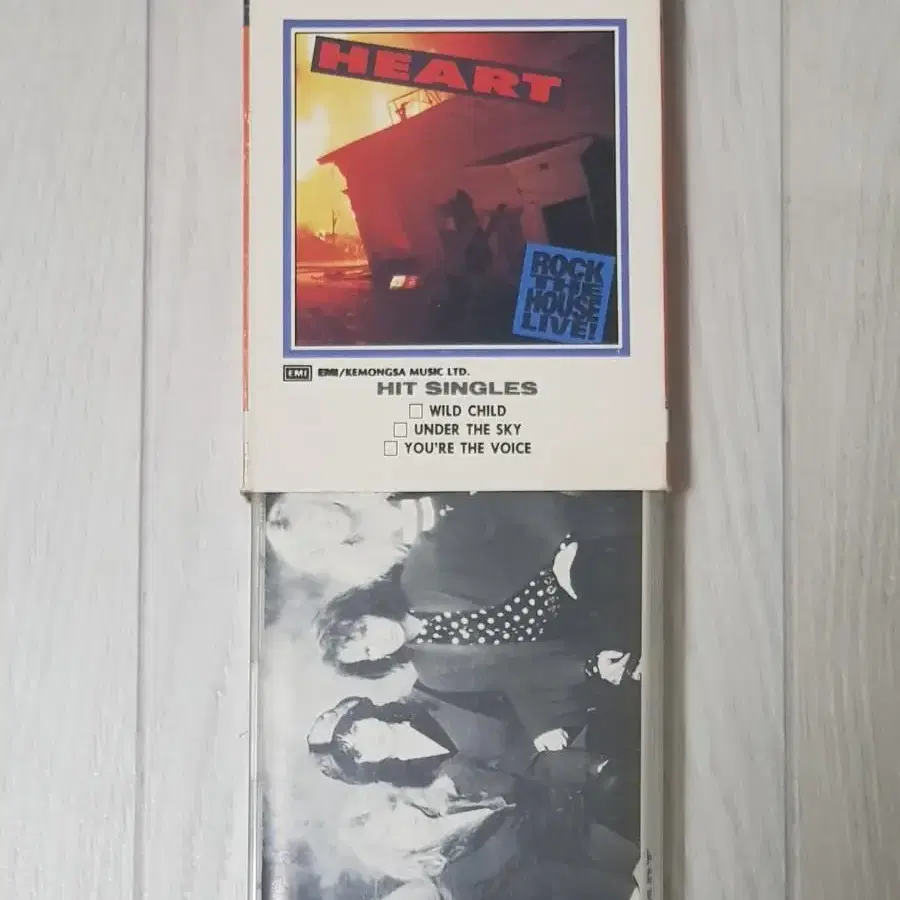 HEART
ROCK
THE
HOUSE
LIVE!
EMI EMI/KEMONGSA MUSIC LTD.
HIT SINGLES
☐ WILD CHILD
☐ UNDER THE SKY
☐ YOU'RE THE VOICE